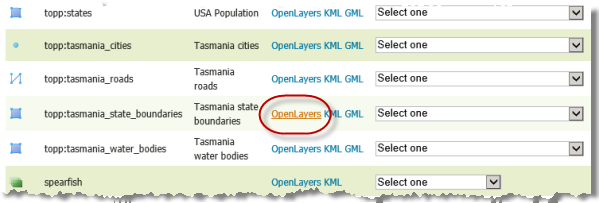 topp:states USA Population OpenLayers KML GML Select one
topp:tasmania_cities Tasmania cities OpenLayers KML GML Select one
topp:tasmania_roads Tasmania roads OpenLayers KML GML Select one
topp:tasmania_state_boundaries Tasmania state boundaries OpenLayers KML GML Select one
topp:tasmania_water_bodies Tasmania water bodies OpenLayers KML GML Select one
spearfish OpenLayers KML Select one